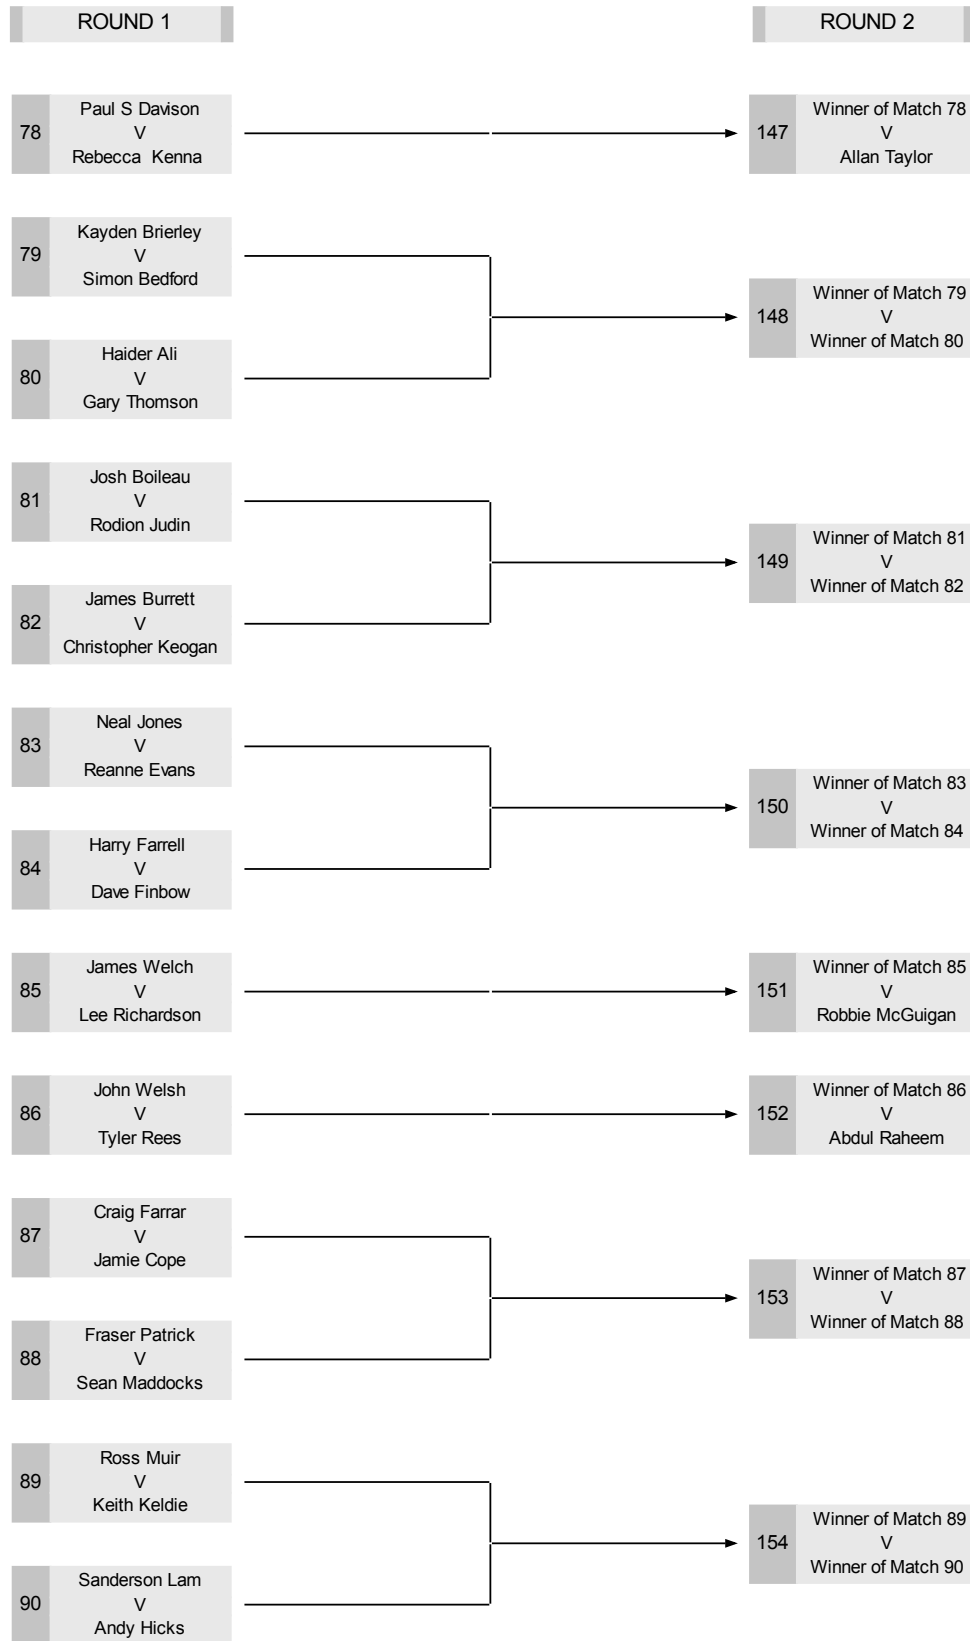 ROUND 1
ROUND 2
78
Paul S Davison
V
Rebecca Kenna
147
Winner of Match 78
V
Allan Taylor
79
Kayden Brierley
V
Simon Bedford
148
Winner of Match 79
V
Winner of Match 80
80
Haider Ali
V
Gary Thomson
81
Josh Boileau
V
Rodion Judin
149
Winner of Match 81
V
Winner of Match 82
82
James Burrett
V
Christopher Keogan
83
Neal Jones
V
Reanne Evans
150
Winner of Match 83
V
Winner of Match 84
84
Harry Farrell
V
Dave Finbow
85
James Welch
V
Lee Richardson
151
Winner of Match 85
V
Robbie McGuigan
86
John Welsh
V
Tyler Rees
152
Winner of Match 86
V
Abdul Raheem
87
Craig Farrar
V
Jamie Cope
153
Winner of Match 87
V
Winner of Match 88
88
Fraser Patrick
V
Sean Maddocks
89
Ross Muir
V
Keith Keldie
154
Winner of Match 89
V
Winner of Match 90
90
Sanderson Lam
V
Andy Hicks